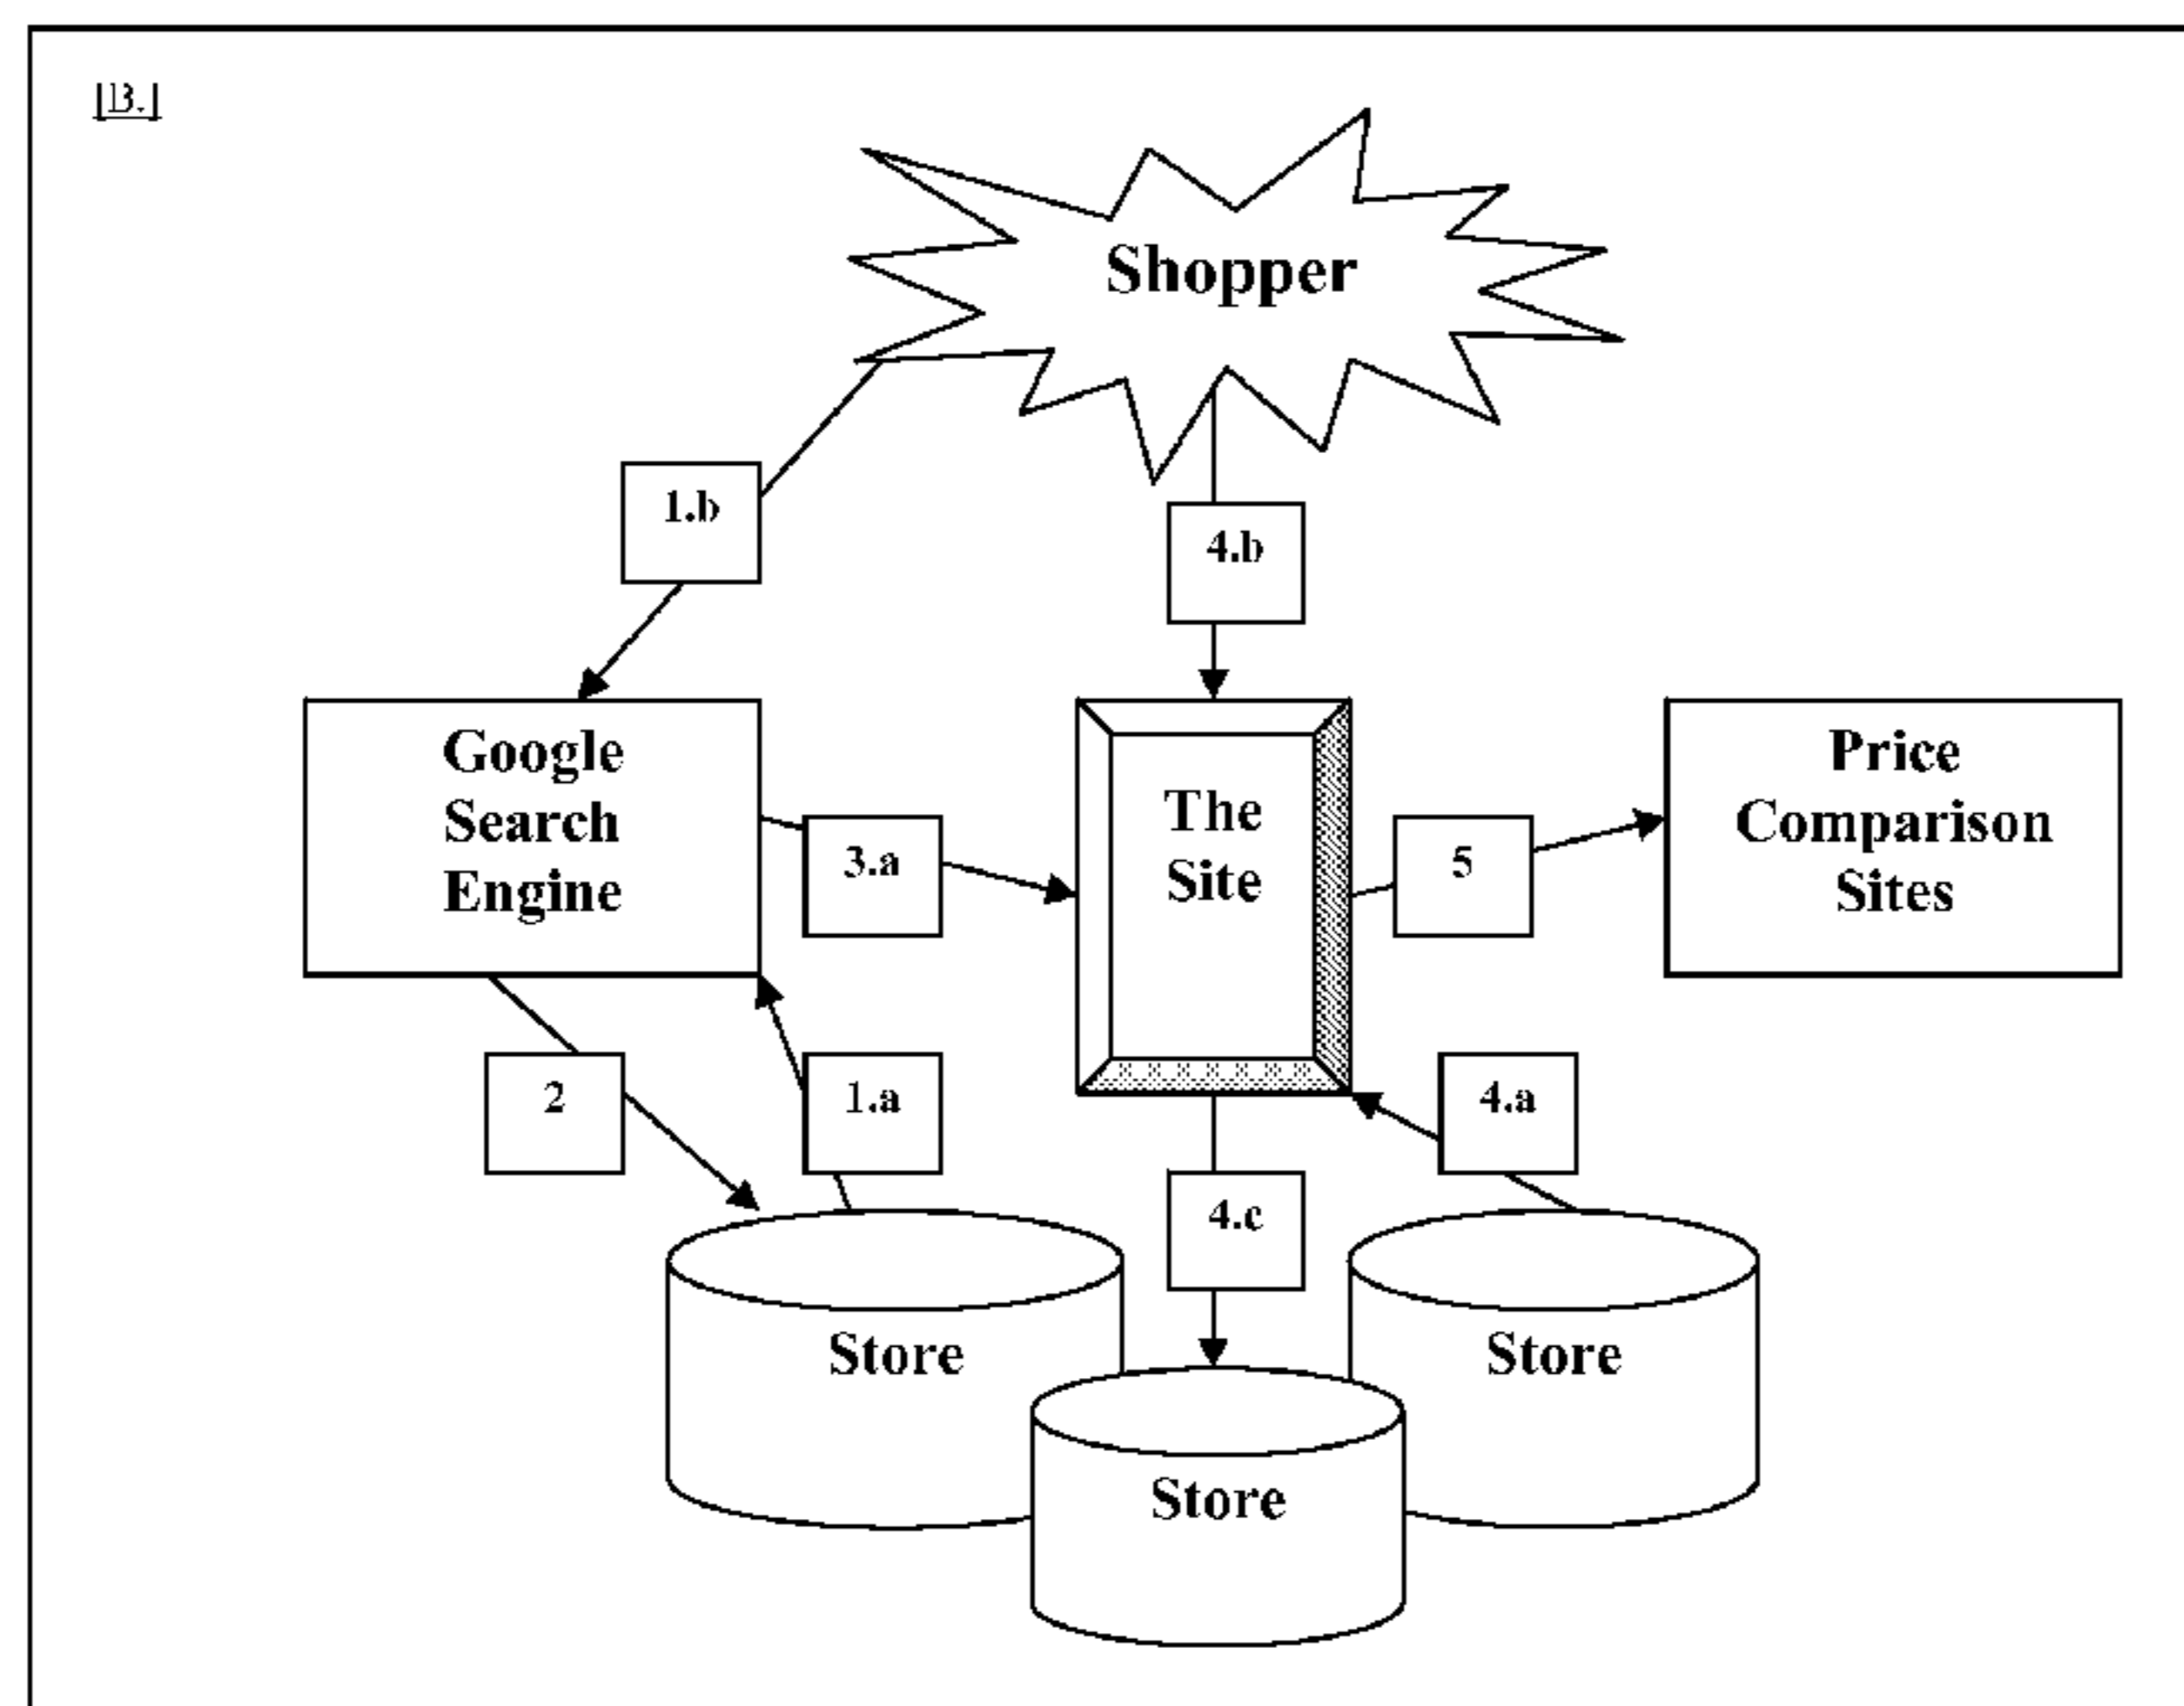 [B.]
Shopper
1.b
4.b
Google
Search
Engine
3.a
The
Site
5
Price
Comparison
Sites
2
1.a
4.a
4.c
Store
Store
Store